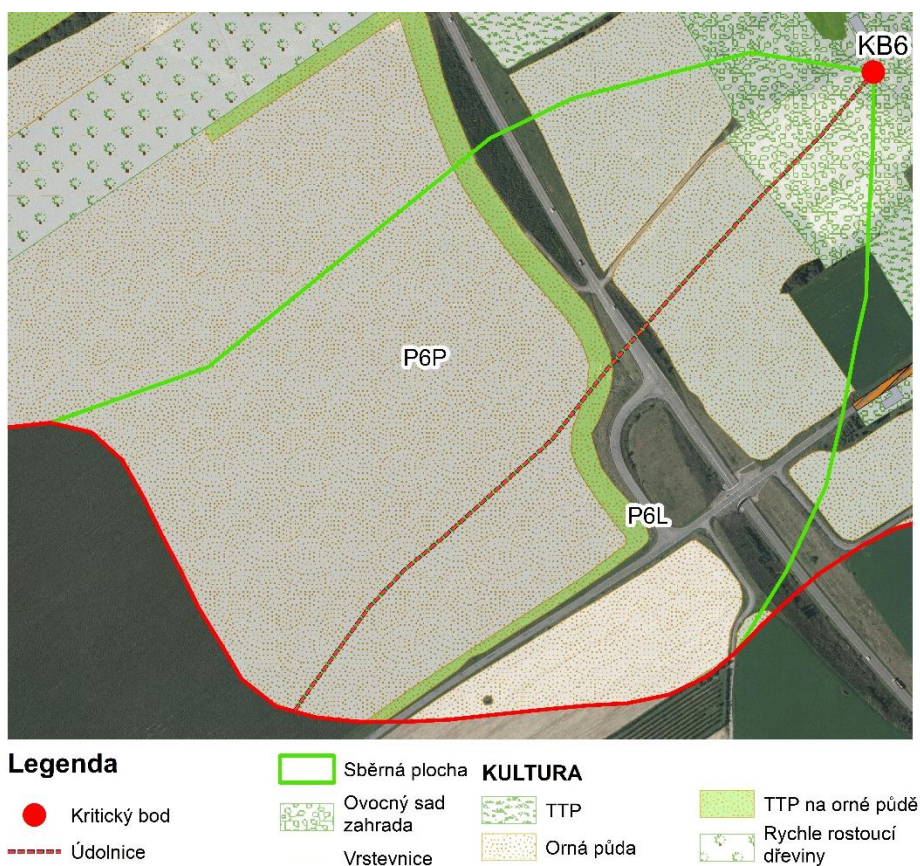 KB6
P6P
P6L
Legenda
Kritický bod
Údolnice
Sběrná plocha
Ovocný sad
zahrada
Vrstevnice
KULTURA
TTP
Orná půda
TTP na orné půdě
Rychle rostoucí
dřeviny